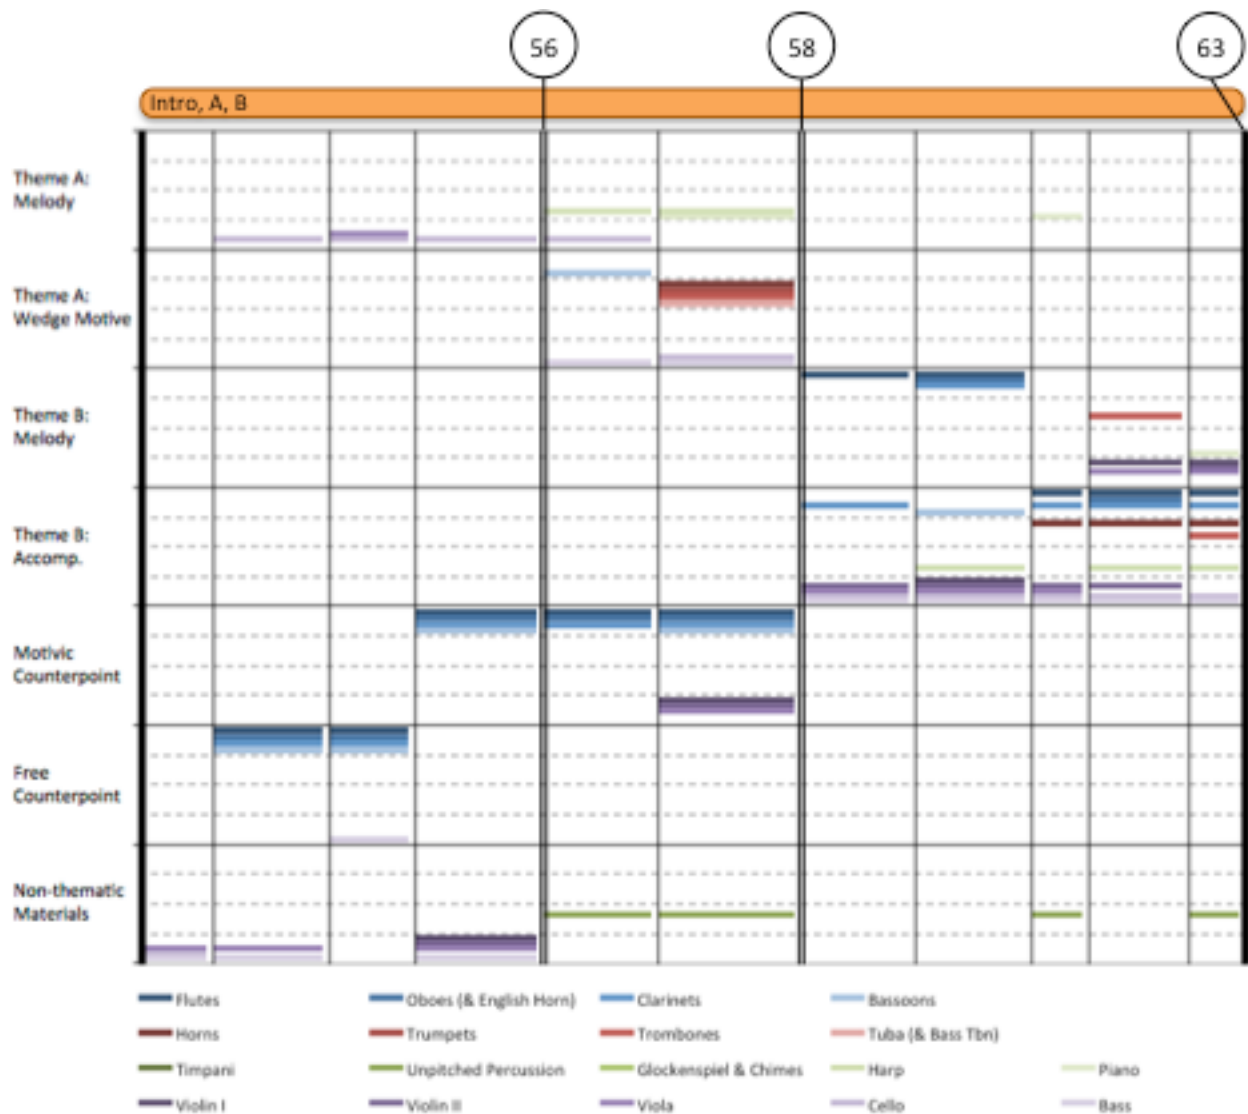 56 58 63
Intro, A, B
Theme A:
Melody
Theme A:
Wedge Motive
Theme B:
Melody
Theme B:
Accomp.
Motivic
Counterpoint
Free
Counterpoint
Non-thematic
Materials
Flutes Oboes (& English Horn) Clarinets Bassoons
Horns Trumpets Trombones Tuba (& Bass Tbn)
Timpani Unpitched Percussion Glockenspiel & Chimes Harp Piano
Violin I Violin II Viola Cello Bass